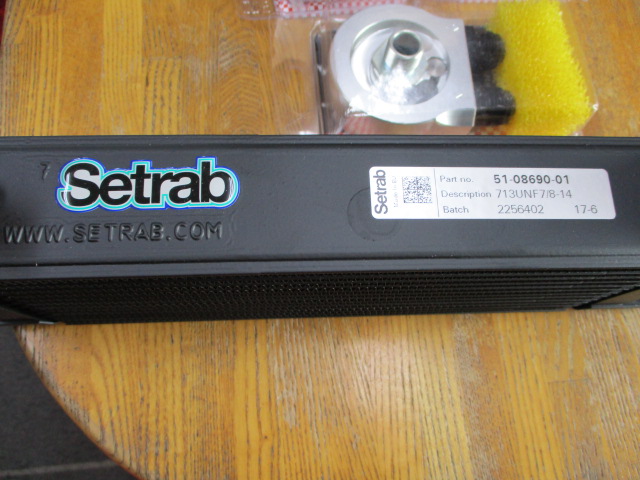 7
Setrab
WWW.SETRAB.COM
Setrab
Part no. 51-08690-01
Description 713UNF7/8-14
Batch 2256402 17-6